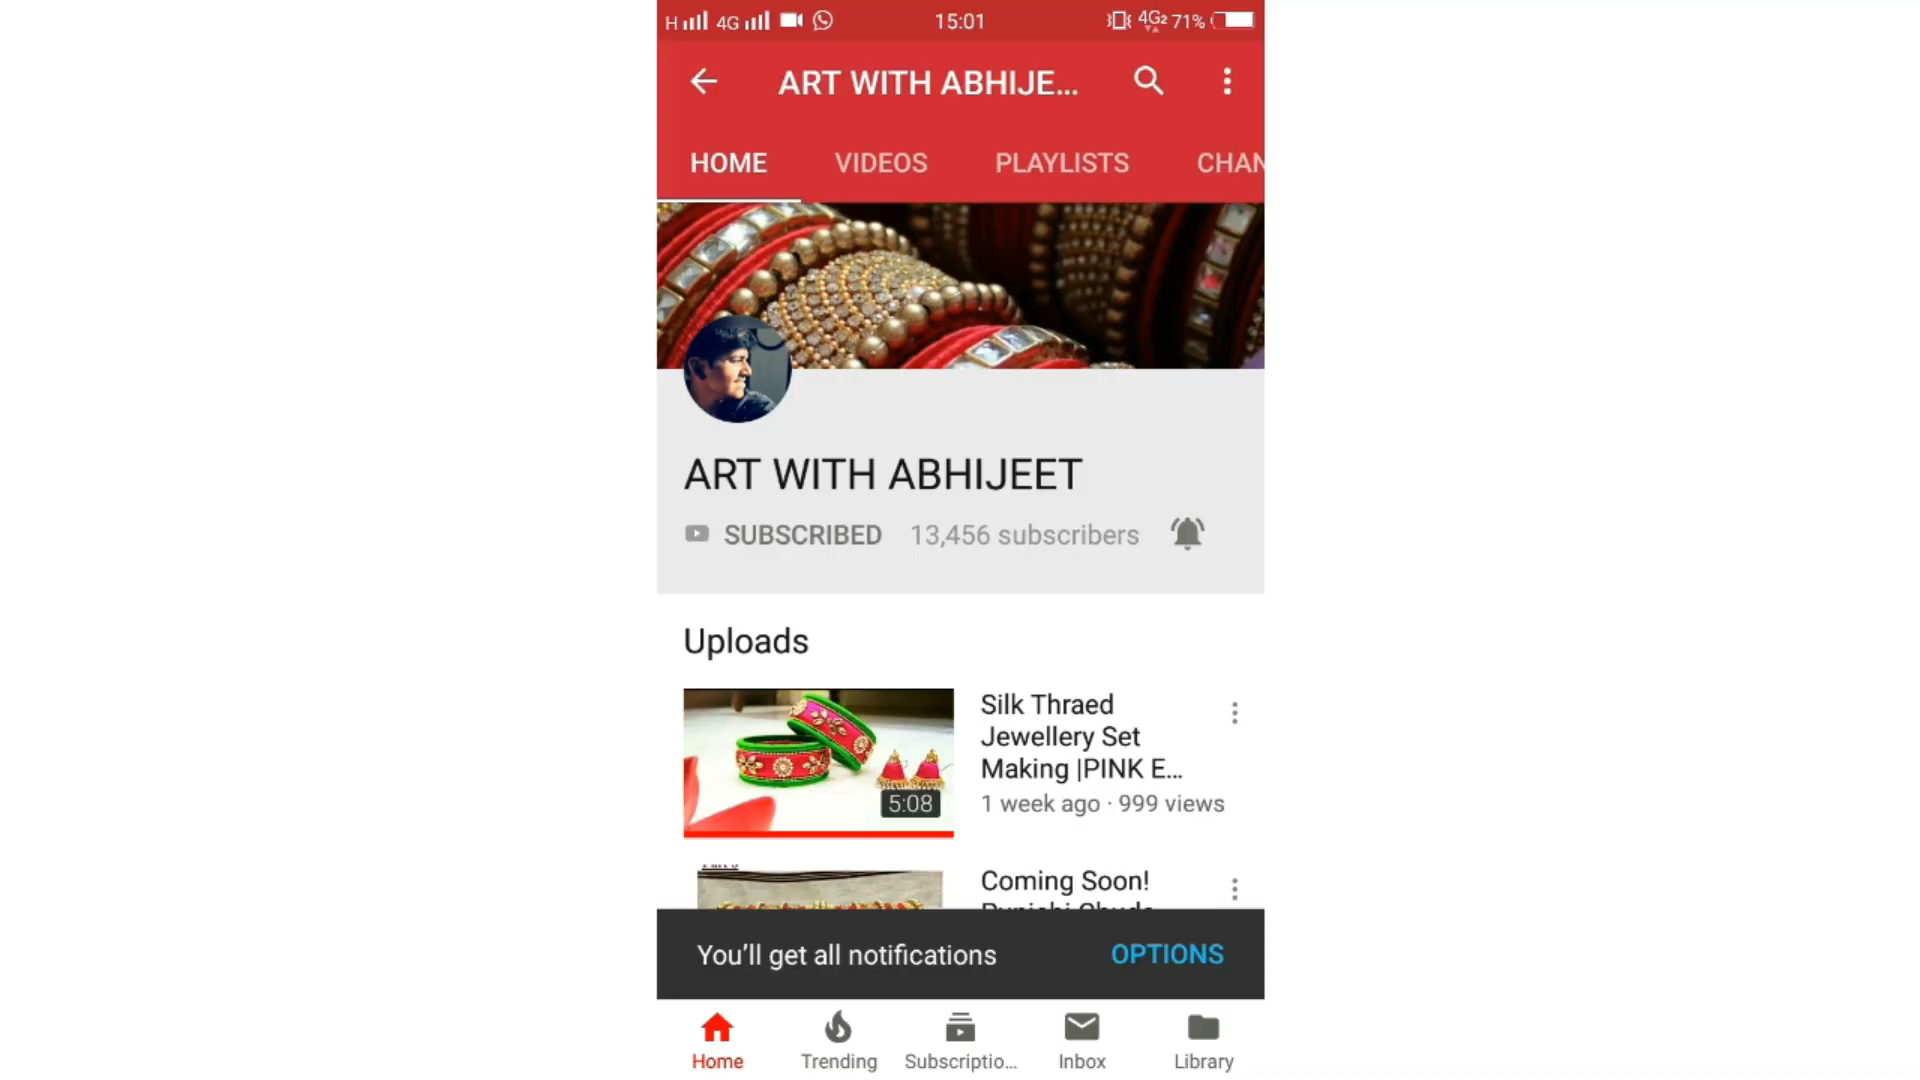 H 4G 15:01 4G2 71%
ART WITH ABHIJE...
HOME VIDEOS PLAYLISTS CHAN
ART WITH ABHIJEET
SUBSCRIBED 13,456 subscribers
Uploads
Silk Thraed
Jewellery Set
Making |PINK E...
5:08
1 week ago · 999 views
Coming Soon!
You'll get all notifications OPTIONS
Home Trending Subscriptio... Inbox Library